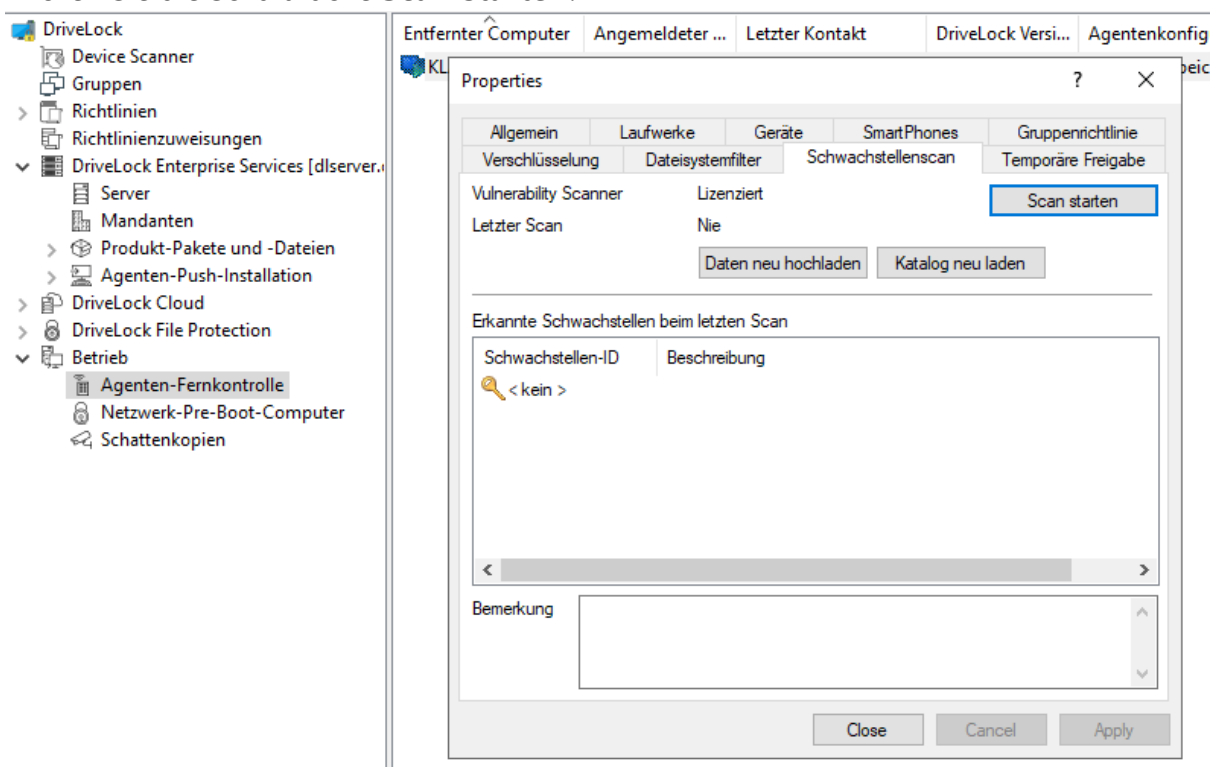 DriveLock
Device Scanner
Gruppen
Richtlinien
Richtlinienzuweisungen
DriveLock Enterprise Services [dlserver.
Server
Mandanten
Produkt-Pakete und -Dateien
Agenten-Push-Installation
DriveLock Cloud
DriveLock File Protection
Betrieb
Agenten-Fernkontrolle
Netzwerk-Pre-Boot-Computer
Schattenkopien
Entfernter Computer Angemeldeter ... Letzter Kontakt DriveLock Versi... Agentenkonfig
KL
Properties ? ×
Allgemein Laufwerke Geräte SmartPhones Gruppenrichtlinie
Verschlüsselung Dateisystemfilter Schwachstellenscan Temporäre Freigabe
Vulnerability Scanner Lizenziert Scan starten
Letzter Scan Nie
Daten neu hochladen Katalog neu laden
Erkannte Schwachstellen beim letzten Scan
Schwachstellen-ID Beschreibung
< kein >
Bemerkung
Close Cancel Apply